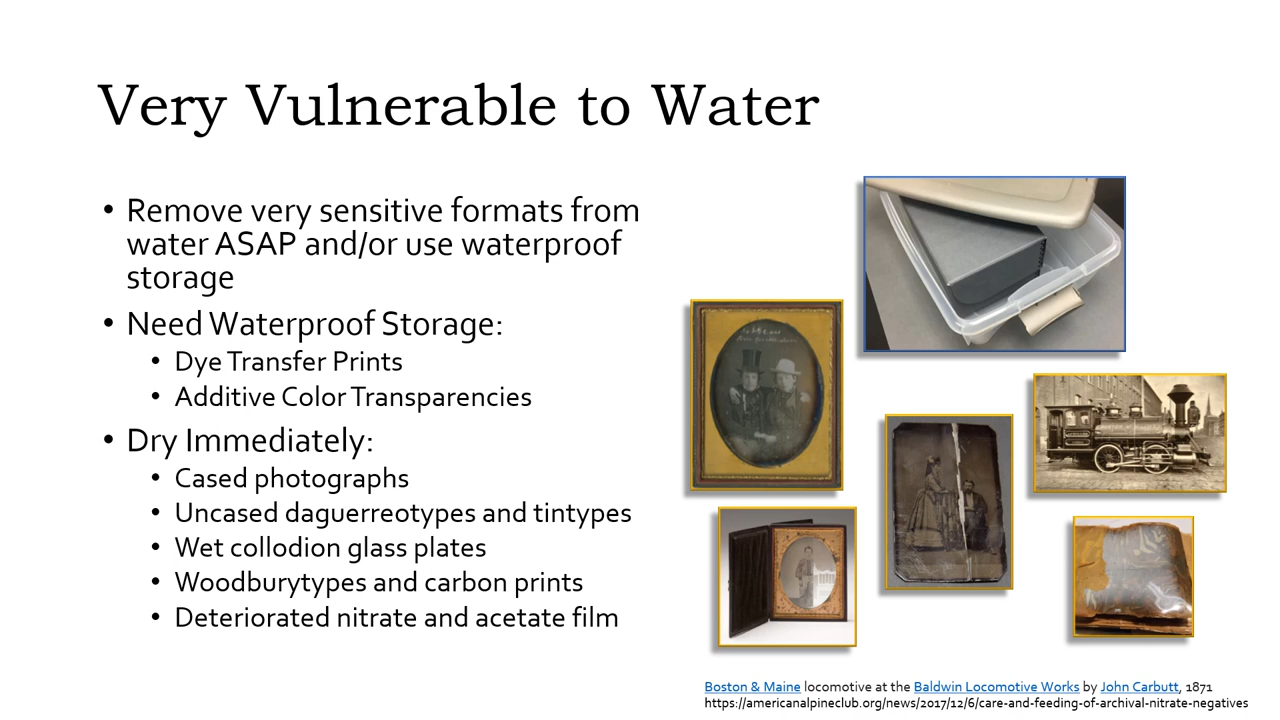 Very Vulnerable to Water
• Remove very sensitive formats from
water ASAP and/or use waterproof
storage
• Need Waterproof Storage:
• Dye Transfer Prints
• Additive Color Transparencies
• Dry Immediately:
• Cased photographs
• Uncased daguerreotypes and tintypes
• Wet collodion glass plates
• Woodburytypes and carbon prints
• Deteriorated nitrate and acetate film
Boston & Maine locomotive at the Baldwin Locomotive Works by John Carbutt, 1871
https://americanalpineclub.org/news/2017/12/6/care-and-feeding-of-archival-nitrate-negatives